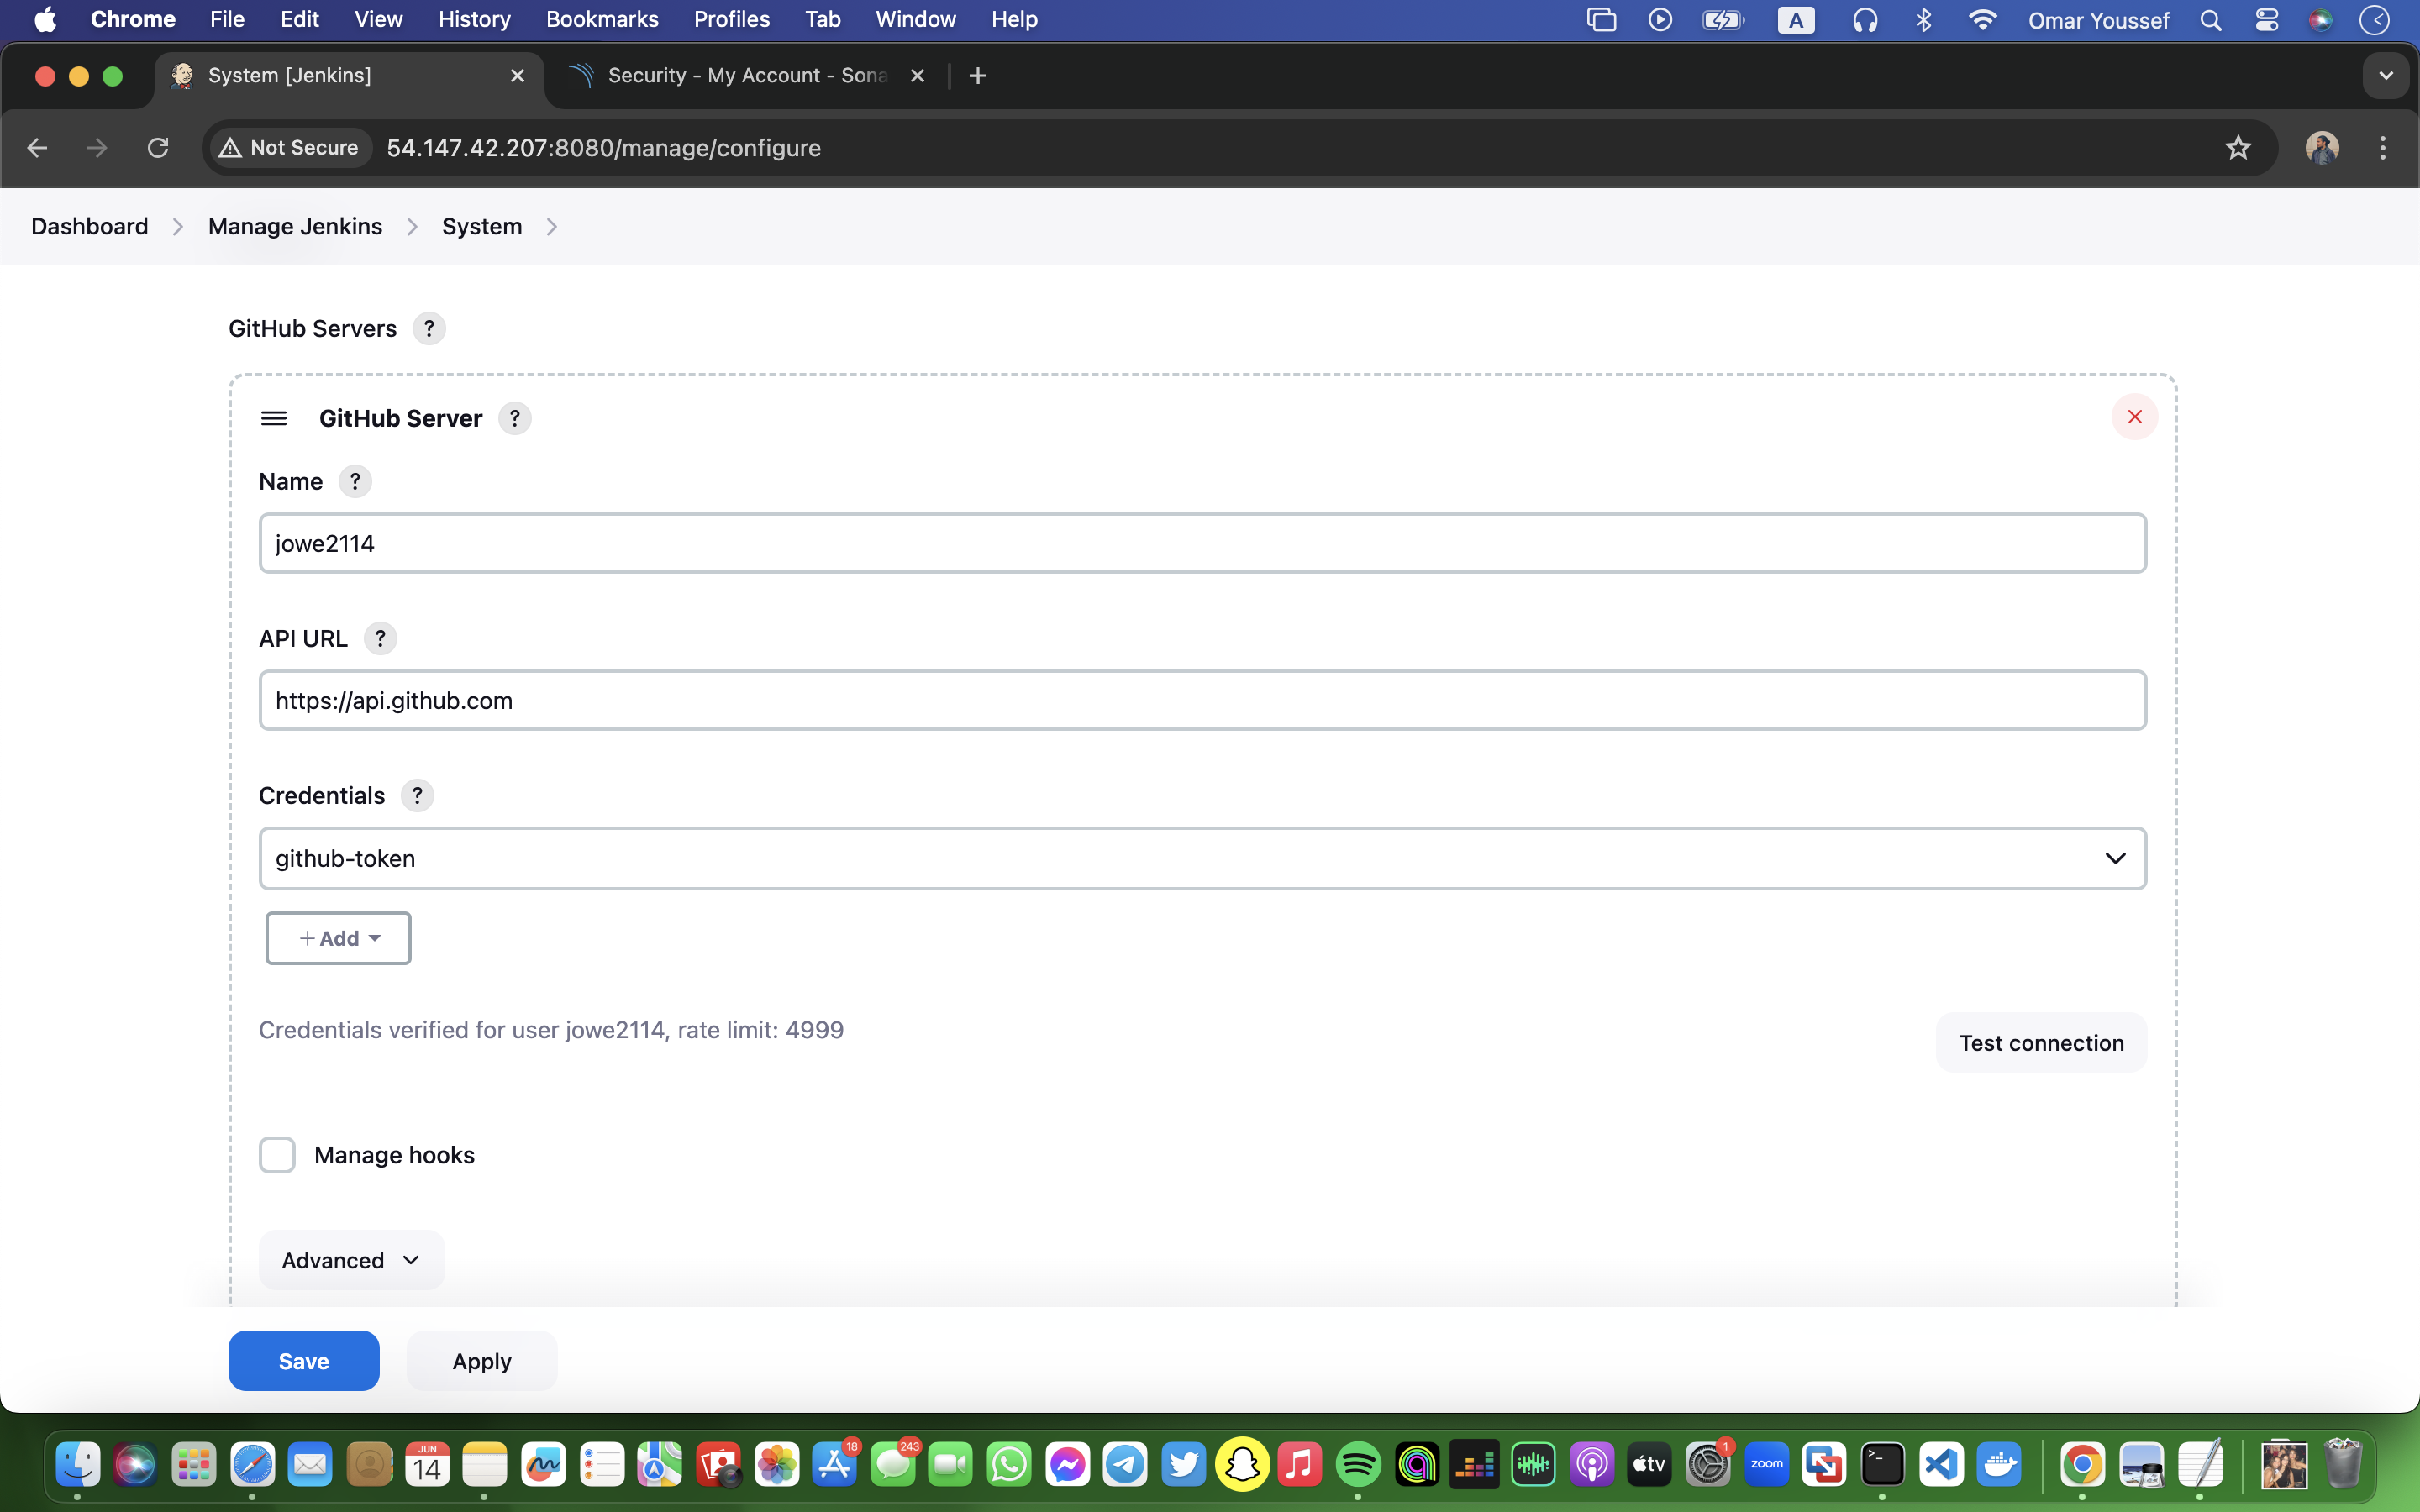 Chrome File Edit View History Bookmarks Profiles Tab Window Help A Omar Youssef
System [Jenkins] Security - My Account - Sona
Not Secure 54.147.42.207:8080/manage/configure
Dashboard Manage Jenkins System
GitHub Servers ?
GitHub Server ?
Name ?
jowe2114
API URL ?
https://api.github.com
Credentials ?
github-token
+ Add
Credentials verified for user jowe2114, rate limit: 4999
Test connection
Manage hooks
Advanced
Save Apply
JUN 14 18 243 tv 1 zoom